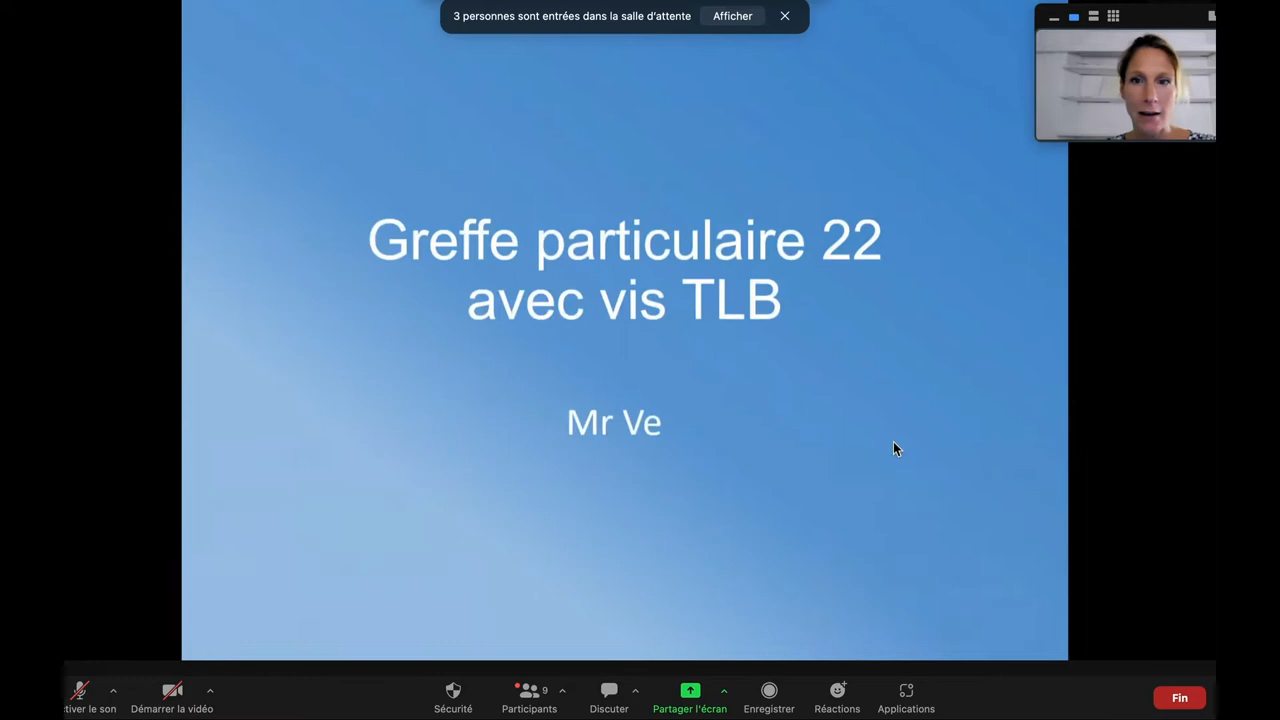 3 personnes sont entrées dans la salle d'attente Afficher
Greffe particulaire 22
avec vis TLB
Mr Ve
9
ctiver le son Démarrer la vidéo Sécurité Participants Discuter Partager l'écran Enregistrer Réactions Applications Fin